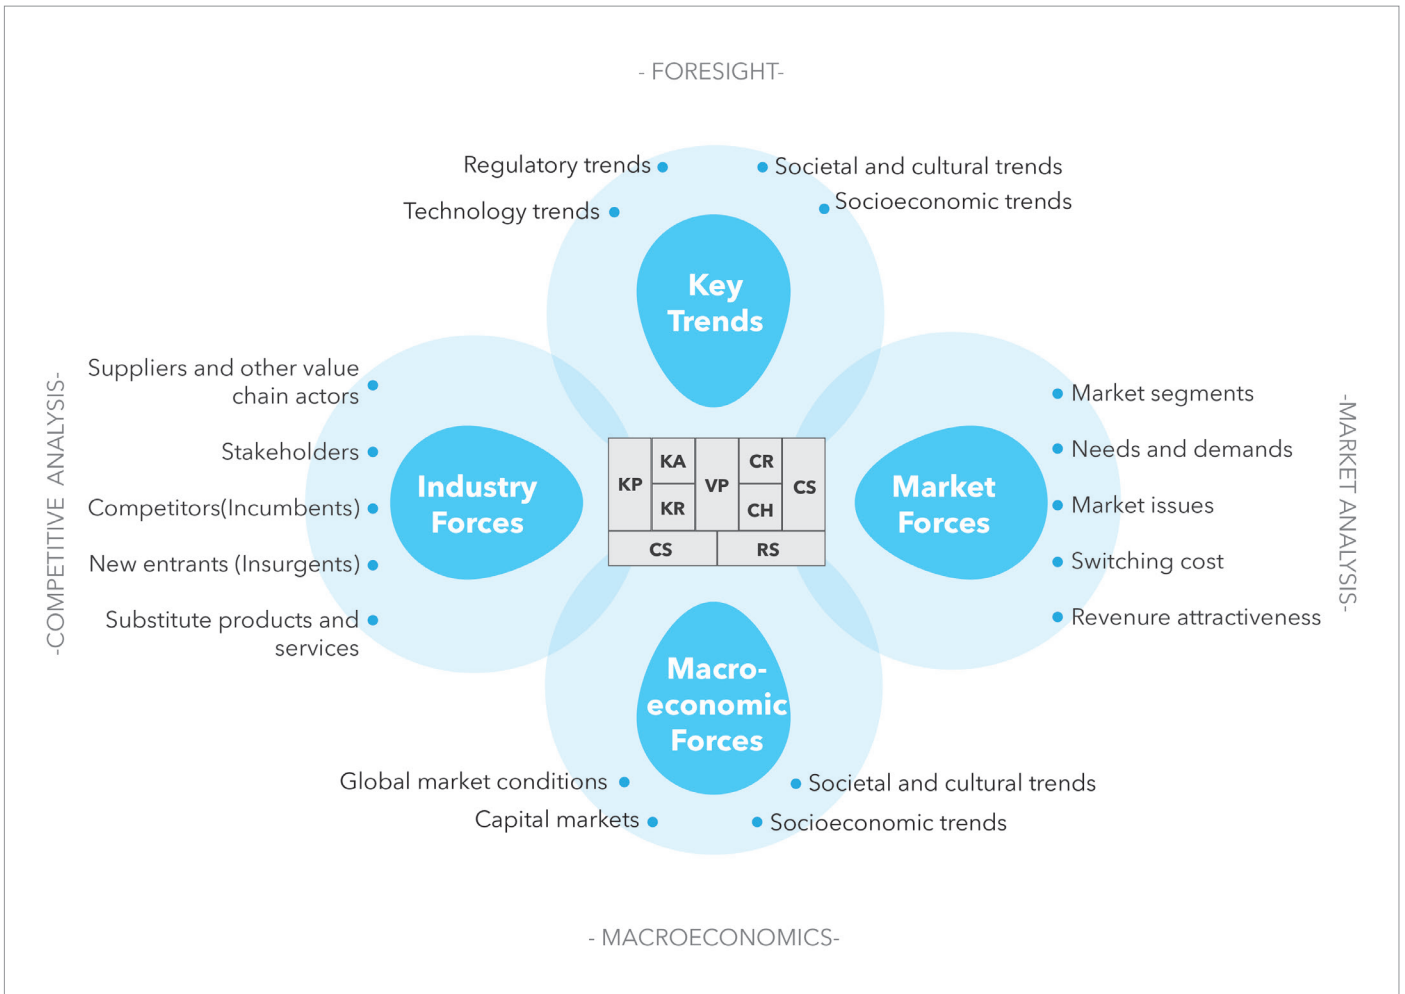 - FORESIGHT-
Regulatory trends
Societal and cultural trends
Technology trends
Socioeconomic trends
Key
Trends
-COMPETITIVE ANALYSIS-
Suppliers and other value
chain actors
Stakeholders
Competitors(Incumbents)
New entrants (Insurgents)
Substitute products and
services
Industry
Forces
KP
KA
KR
VP
CR
CH
CS
CS
RS
Market
Forces
Market segments
Needs and demands
Market issues
Switching cost
Revenure attractiveness
-MARKET ANALYSIS-
Macro-
economic
Forces
Global market conditions
Societal and cultural trends
Capital markets
Socioeconomic trends
- MACROECONOMICS-